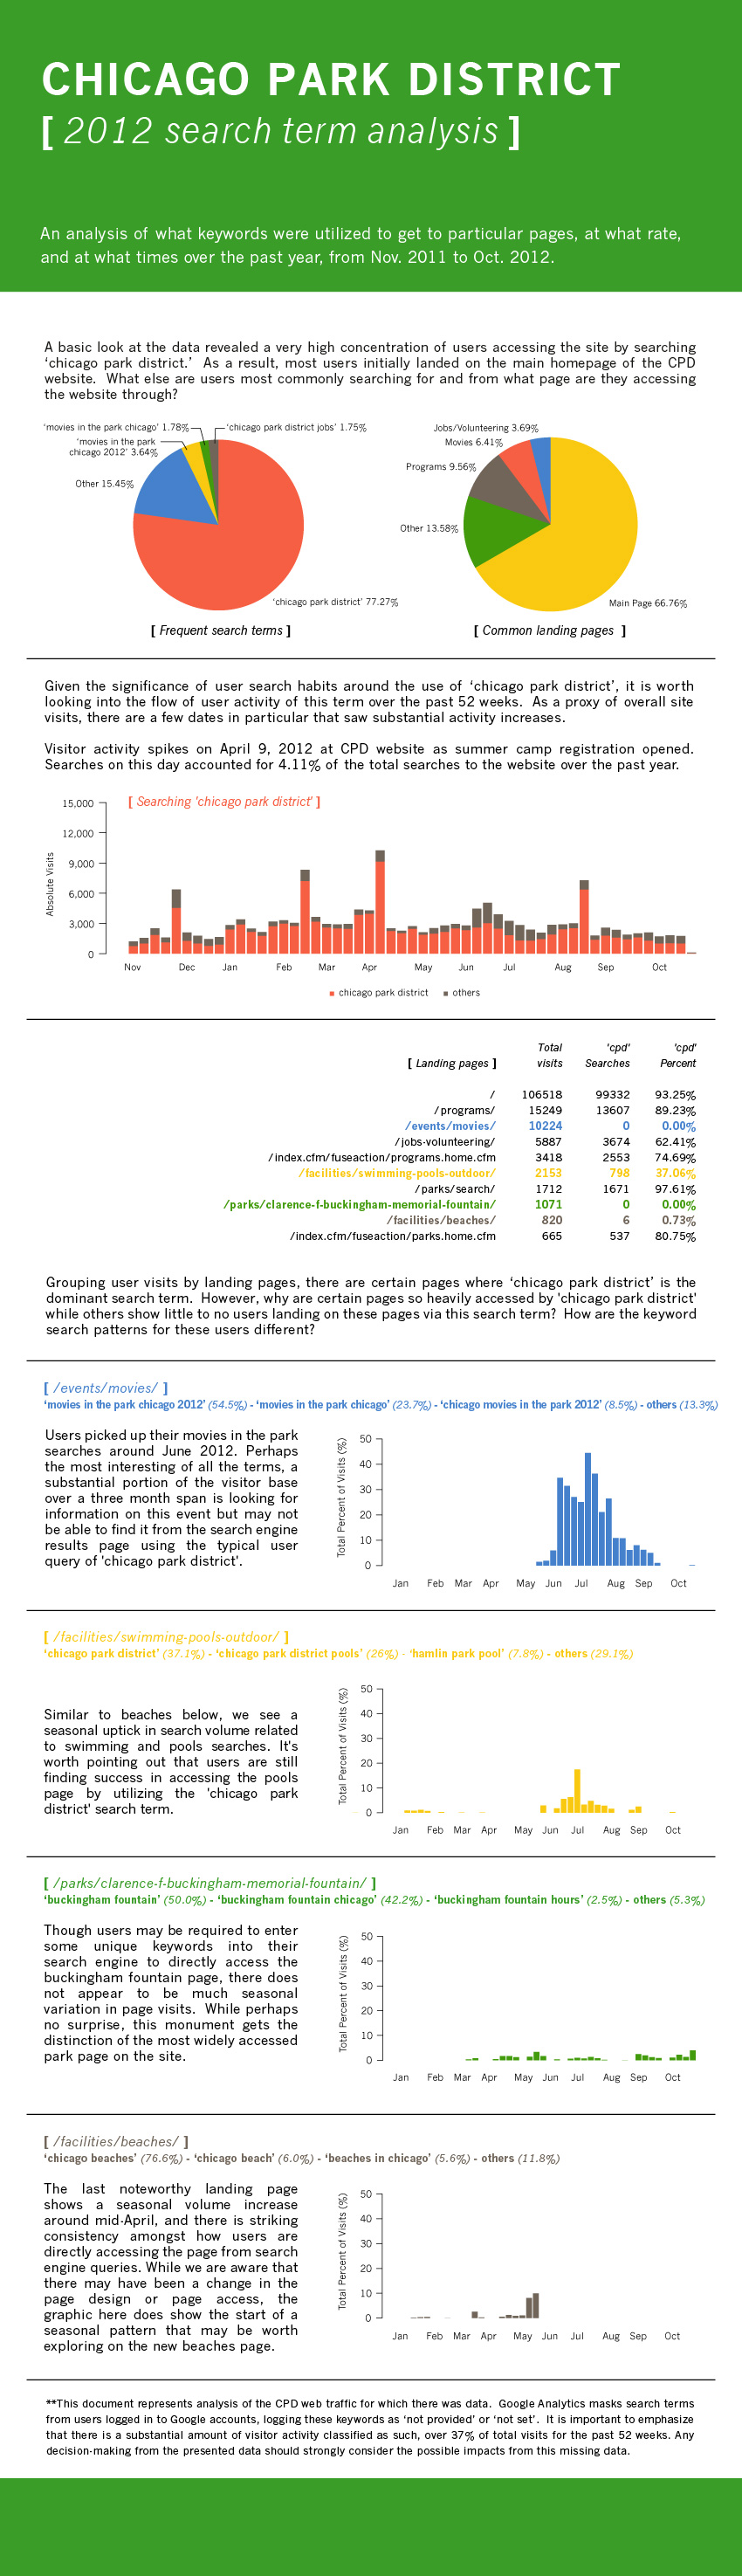 CHICAGO PARK DISTRICT
[ 2012 search term analysis ]
An analysis of what keywords were utilized to get to particular pages, at what rate,
and at what times over the past year, from Nov. 2011 to Oct. 2012.
A basic look at the data revealed a very high concentration of users accessing the site by searching
‘chicago park district.’ As a result, most users initially landed on the main homepage of the CPD
website. What else are users most commonly searching for and from what page are they accessing
the website through?
‘movies in the park chicago’ 1.78%
‘chicago park district jobs’ 1.75%
‘movies in the park
chicago 2012’ 3.64%
Other 15.45%
‘chicago park district’ 77.27%
[ Frequent search terms ]
Jobs/Volunteering 3.69%
Movies 6.41%
Programs 9.56%
Other 13.58%
Main Page 66.76%
[ Common landing pages ]
Given the significance of user search habits around the use of ‘chicago park district’, it is worth
looking into the flow of user activity of this term over the past 52 weeks. As a proxy of overall site
visits, there are a few dates in particular that saw substantial activity increases.
Visitor activity spikes on April 9, 2012 at CPD website as summer camp registration opened.
Searches on this day accounted for 4.11% of the total searches to the website over the past year.
[ Searching 'chicago park district' ]
Absolute Visits
15,000
12,000
9,000
6,000
3,000
0
Nov Dec Jan Feb Mar Apr May Jun Jul Aug Sep Oct
chicago park district others
[ Landing pages ] Total visits 'cpd' Searches 'cpd' Percent
/ 106518 99332 93.25%
/programs/ 15249 13607 89.23%
/events/movies/ 10224 0 0.00%
/jobs-volunteering/ 5887 3674 62.41%
/index.cfm/fuseaction/programs.home.cfm 3418 2553 74.69%
/facilities/swimming-pools-outdoor/ 2153 798 37.06%
/parks/search/ 1712 1671 97.61%
/parks/clarence-f-buckingham-memorial-fountain/ 1071 0 0.00%
/facilities/beaches/ 820 6 0.73%
/index.cfm/fuseaction/parks.home.cfm 665 537 80.75%
Grouping user visits by landing pages, there are certain pages where ‘chicago park district’ is the
dominant search term. However, why are certain pages so heavily accessed by 'chicago park district'
while others show little to no users landing on these pages via this search term? How are the keyword
search patterns for these users different?
[ /events/movies/ ]
‘movies in the park chicago 2012’ (54.5%) - ‘movies in the park chicago’ (23.7%) - ‘chicago movies in the park 2012’ (8.5%) - others (13.3%)
Users picked up their movies in the park
searches around June 2012. Perhaps
the most interesting of all the terms, a
substantial portion of the visitor base
over a three month span is looking for
information on this event but may not
be able to find it from the search engine
results page using the typical user
query of 'chicago park district'.
Total Percent of Visits (%)
50
40
30
20
10
0
Jan Feb Mar Apr May Jun Jul Aug Sep Oct
[ /facilities/swimming-pools-outdoor/ ]
‘chicago park district’ (37.1%) - ‘chicago park district pools’ (26%) - ‘hamlin park pool’ (7.8%) - others (29.1%)
Similar to beaches below, we see a
seasonal uptick in search volume related
to swimming and pools searches. It's
worth pointing out that users are still
finding success in accessing the pools
page by utilizing the 'chicago park
district' search term.
Total Percent of Visits (%)
50
40
30
20
10
0
Jan Feb Mar Apr May Jun Jul Aug Sep Oct
[ /parks/clarence-f-buckingham-memorial-fountain/ ]
‘buckingham fountain’ (50.0%) - ‘buckingham fountain chicago’ (42.2%) - ‘buckingham fountain hours’ (2.5%) - others (5.3%)
Though users may be required to enter
some unique keywords into their
search engine to directly access the
buckingham fountain page, there does
not appear to be much seasonal
variation in page visits. While perhaps
no surprise, this monument gets the
distinction of the most widely accessed
park page on the site.
Total Percent of Visits (%)
50
40
30
20
10
0
Jan Feb Mar Apr May Jun Jul Aug Sep Oct
[ /facilities/beaches/ ]
‘chicago beaches’ (76.6%) - ‘chicago beach’ (6.0%) - ‘beaches in chicago’ (5.6%) - others (11.8%)
The last noteworthy landing page
shows a seasonal volume increase
around mid-April, and there is striking
consistency amongst how users are
directly accessing the page from search
engine queries. While we are aware that
there may have been a change in the
page design or page access, the
graphic here does show the start of a
seasonal pattern that may be worth
exploring on the new beaches page.
Total Percent of Visits (%)
50
40
30
20
10
0
Jan Feb Mar Apr May Jun Jul Aug Sep Oct
**This document represents analysis of the CPD web traffic for which there was data. Google Analytics masks search terms
from users logged in to Google accounts, logging these keywords as ‘not provided’ or ‘not set’. It is important to emphasize
that there is a substantial amount of visitor activity classified as such, over 37% of total visits for the past 52 weeks. Any
decision-making from the presented data should strongly consider the possible impacts from this missing data.